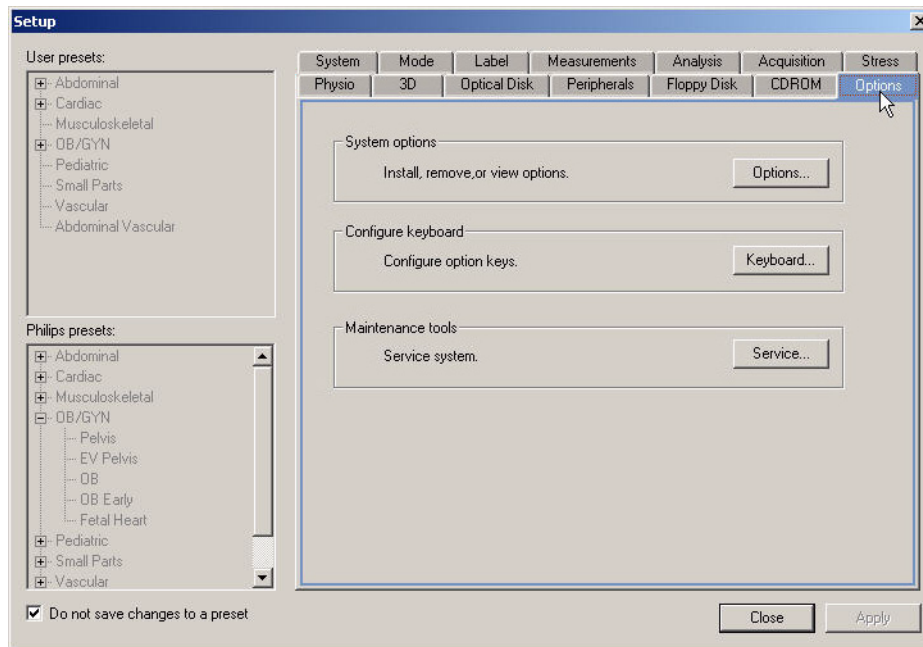 Setup
User presets:
Abdominal
Cardiac
Musculoskeletal
OB/GYN
Pediatric
Small Parts
Vascular
Abdominal Vascular
Philips presets:
Abdominal
Cardiac
Musculoskeletal
OB/GYN
Pelvis
EV Pelvis
OB
OB Early
Fetal Heart
Pediatric
Small Parts
Vascular
Do not save changes to a preset
System Mode Label Measurements Analysis Acquisition Stress
Physio 3D Optical Disk Peripherals Floppy Disk CDROM Options
System options
Install, remove,or view options. Options...
Configure keyboard
Configure option keys. Keyboard...
Maintenance tools
Service system. Service...
Close Apply